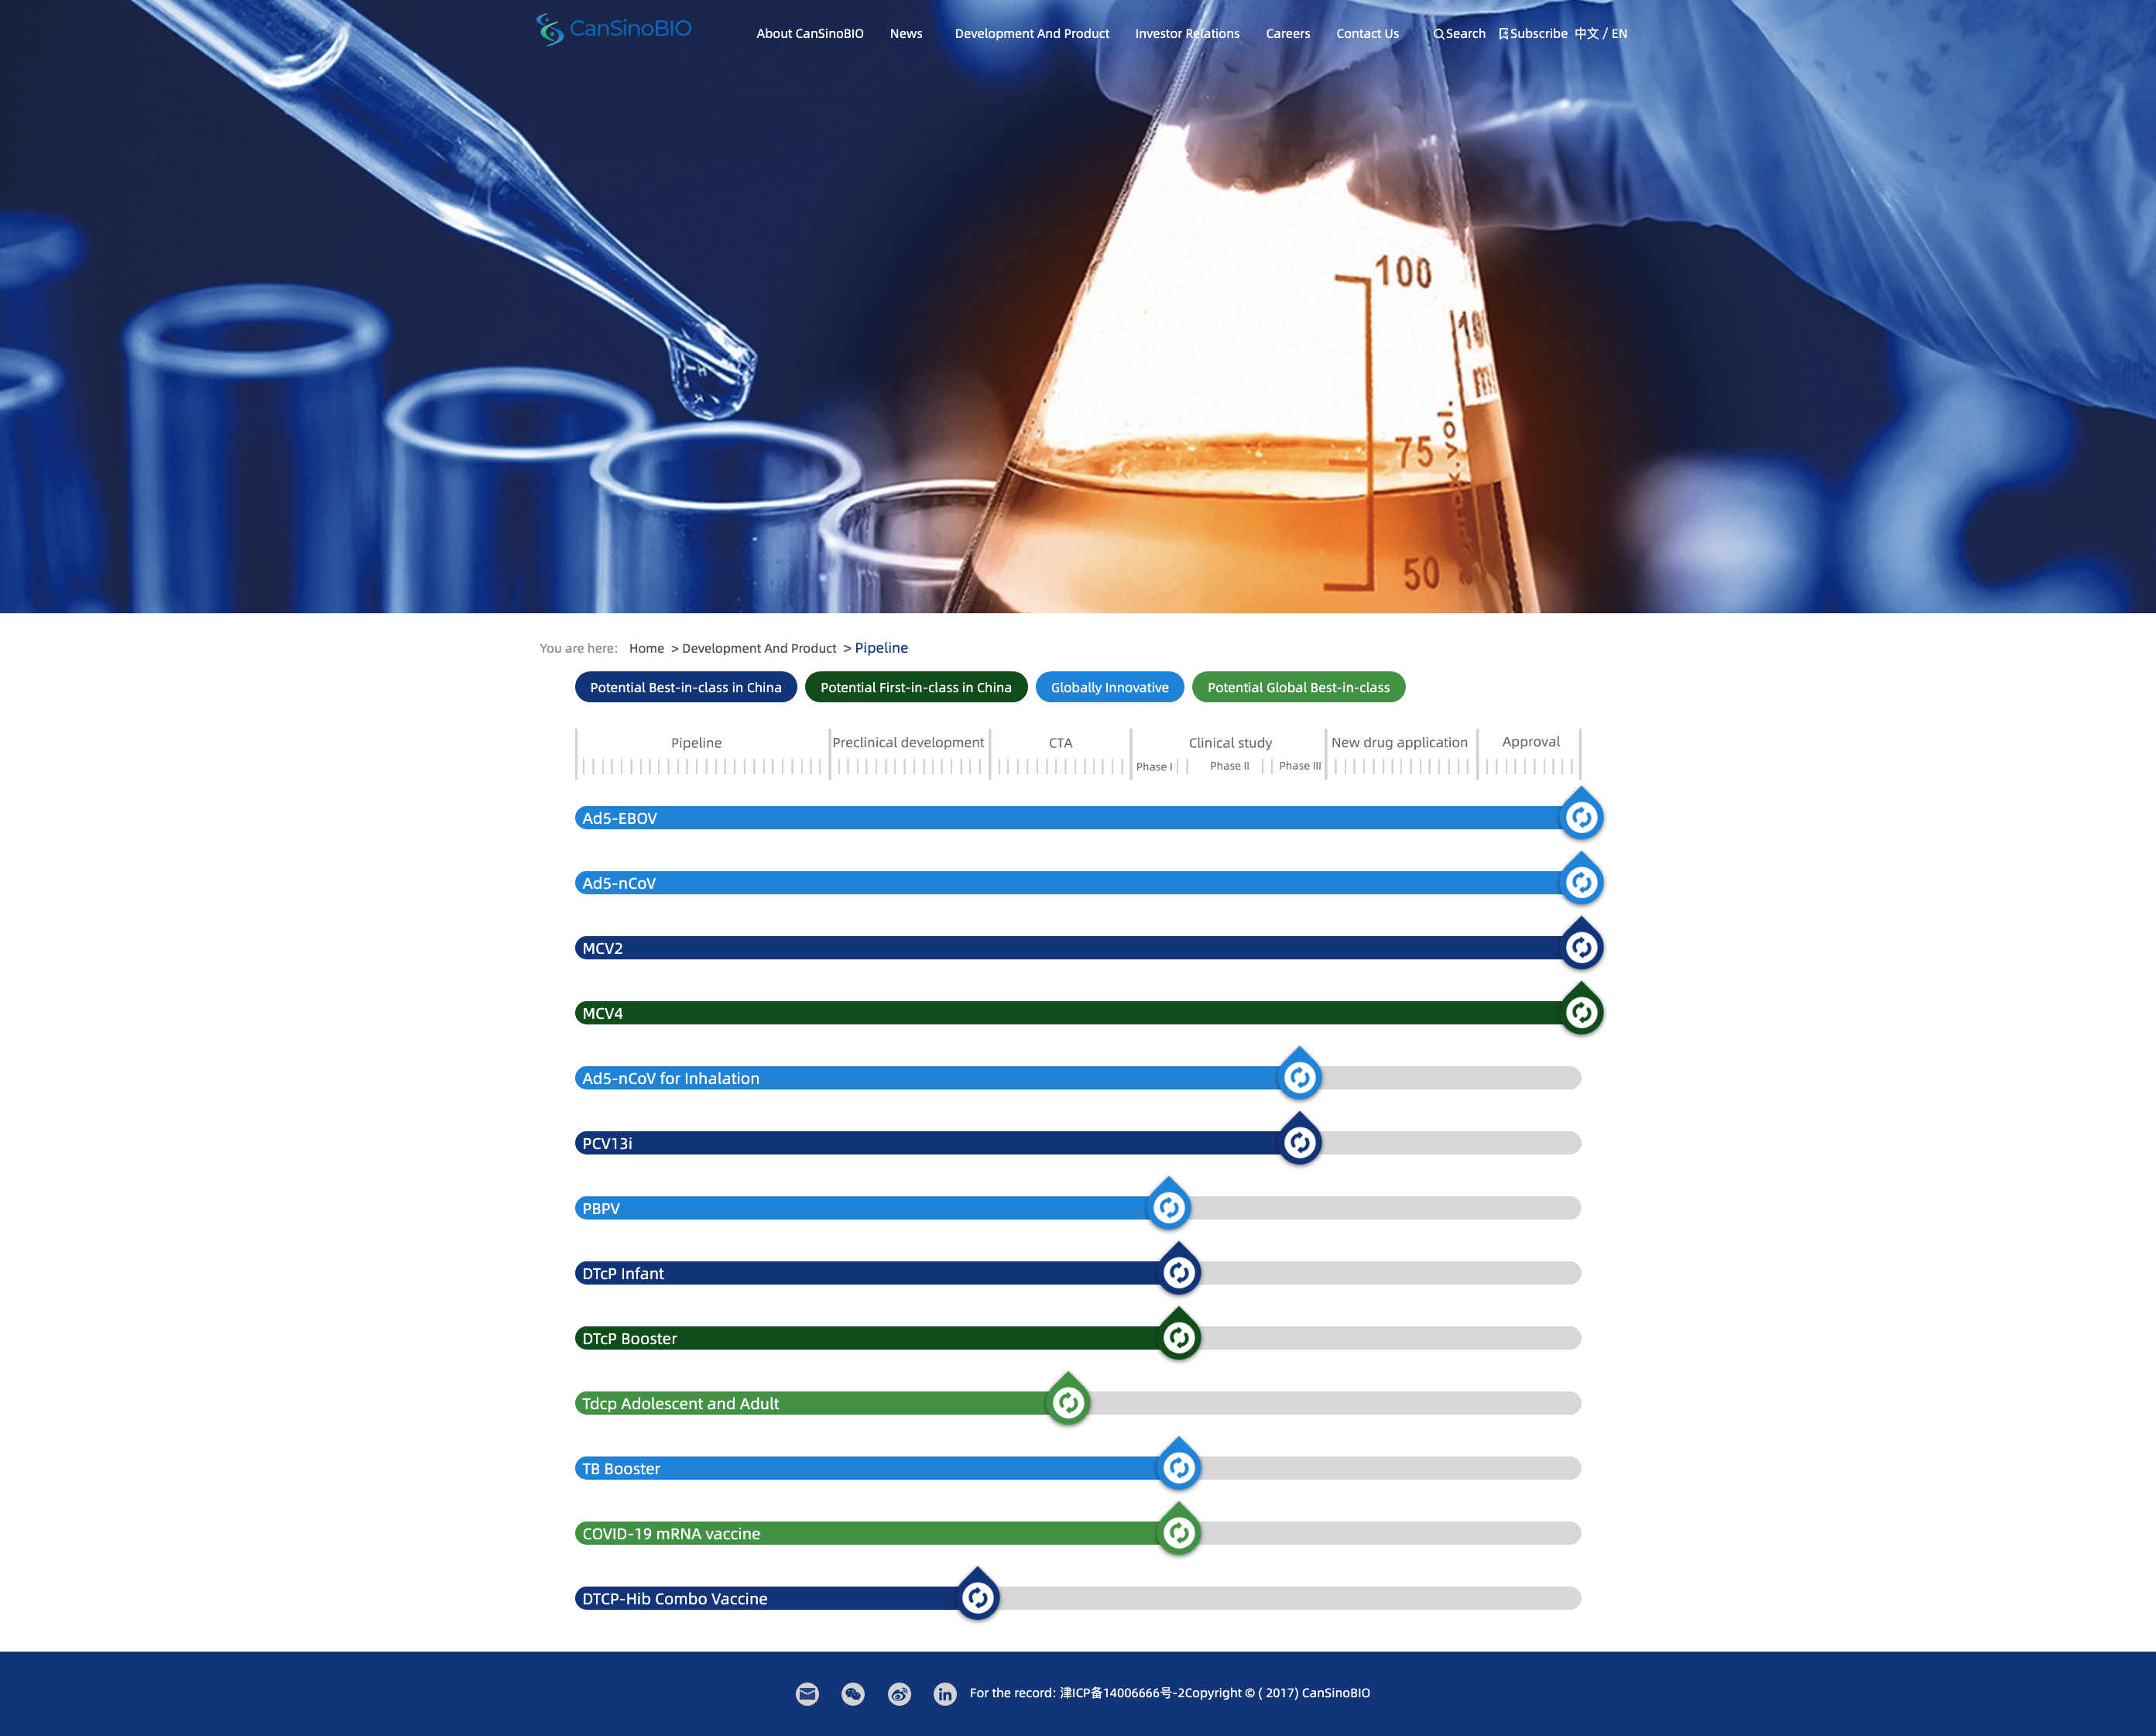 CanSinoBIO
About CanSinoBIO News Development And Product Investor Relations Careers Contact Us Search Subscribe 中文 / EN
100
75
50
You are here: Home > Development And Product > Pipeline
Potential Best-in-class in China Potential First-in-class in China Globally Innovative Potential Global Best-in-class
Pipeline Preclinical development CTA Clinical study New drug application Approval
Phase I Phase II Phase III
Ad5-EBOV
Ad5-nCoV
MCV2
MCV4
Ad5-nCoV for Inhalation
PCV13i
PBPV
DTcP Infant
DTcP Booster
Tdcp Adolescent and Adult
TB Booster
COVID-19 mRNA vaccine
DTCP-Hib Combo Vaccine
For the record: 津ICP备14006666号-2Copyright © ( 2017) CanSinoBIO